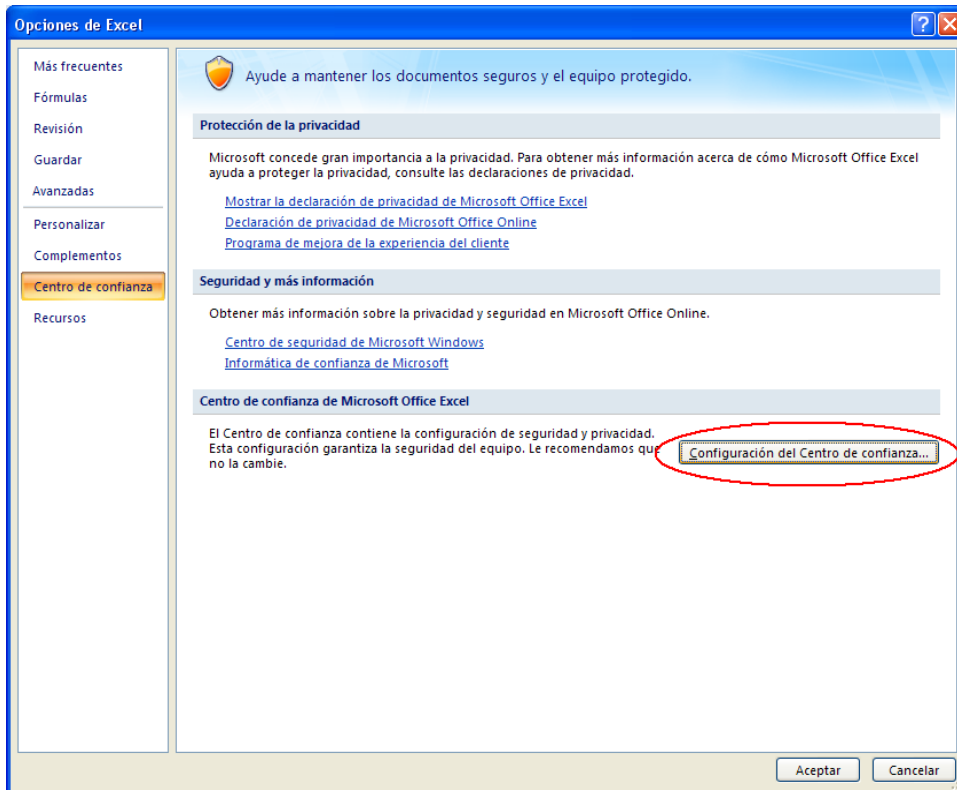 Opciones de Excel
Más frecuentes
Fórmulas
Revisión
Guardar
Avanzadas
Personalizar
Complementos
Centro de confianza
Recursos
Ayude a mantener los documentos seguros y el equipo protegido.
Protección de la privacidad
Microsoft concede gran importancia a la privacidad. Para obtener más información acerca de cómo Microsoft Office Excel
ayuda a proteger la privacidad, consulte las declaraciones de privacidad.
Mostrar la declaración de privacidad de Microsoft Office Excel
Declaración de privacidad de Microsoft Office Online
Programa de mejora de la experiencia del cliente
Seguridad y más información
Obtener más información sobre la privacidad y seguridad en Microsoft Office Online.
Centro de seguridad de Microsoft Windows
Informática de confianza de Microsoft
Centro de confianza de Microsoft Office Excel
El Centro de confianza contiene la configuración de seguridad y privacidad.
Esta configuración garantiza la seguridad del equipo. Le recomendamos que
no la cambie.
Configuración del Centro de confianza...
Aceptar
Cancelar